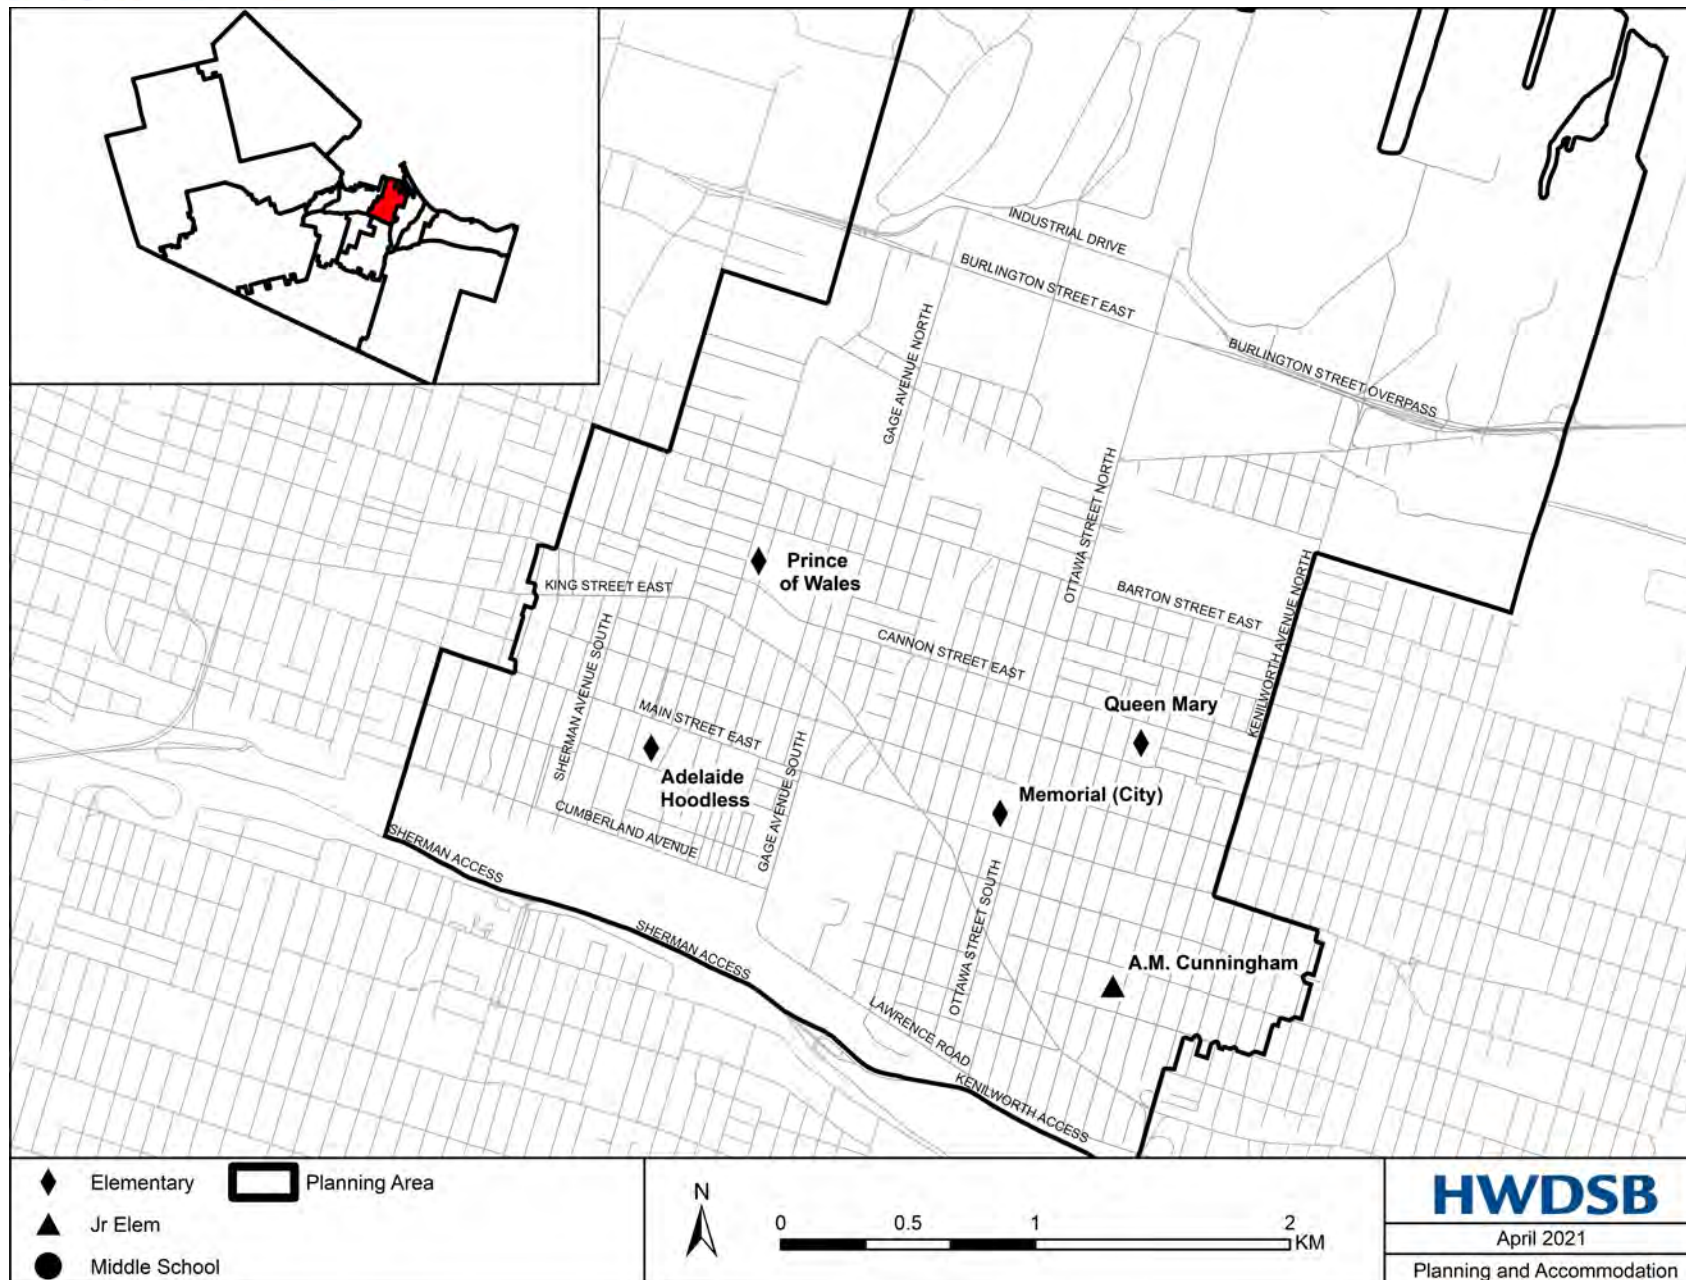 INDUSTRIAL DRIVE
BURLINGTON STREET EAST
GAGE AVENUE NORTH
BURLINGTON STREET OVERPASS
OTTAWA STREET NORTH
KENILWORTH AVENUE NORTH
Prince
of Wales
KING STREET EAST
BARTON STREET EAST
SHERMAN AVENUE SOUTH
CANNON STREET EAST
Queen Mary
MAIN STREET EAST
Adelaide
Hoodless
GAGE AVENUE SOUTH
Memorial (City)
CUMBERLAND AVENUE
SHERMAN ACCESS
SHERMAN ACCESS
OTTAWA STREET SOUTH
A.M. Cunningham
LAWRENCE ROAD
KENILWORTH ACCESS
Elementary
Planning Area
Jr Elem
Middle School
N
0 0.5 1 2
KM
HWDSB
April 2021
Planning and Accommodation